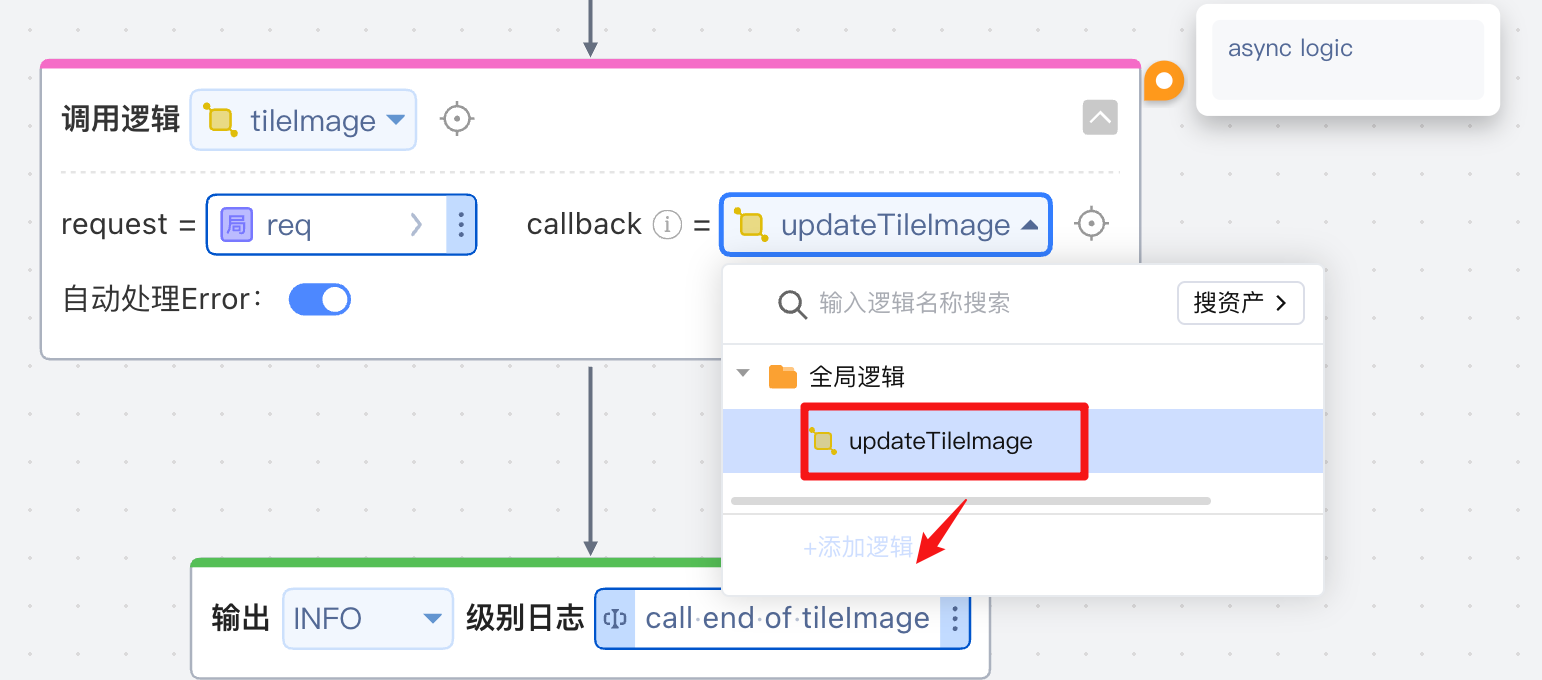 async logic
调用逻辑 tileImage
request = 局 req callback i = updateTileImage
自动处理Error：
输入逻辑名称搜索 搜资产
全局逻辑
updateTileImage
+添加逻辑
输出 INFO 级别日志 call·end·of·tileImage